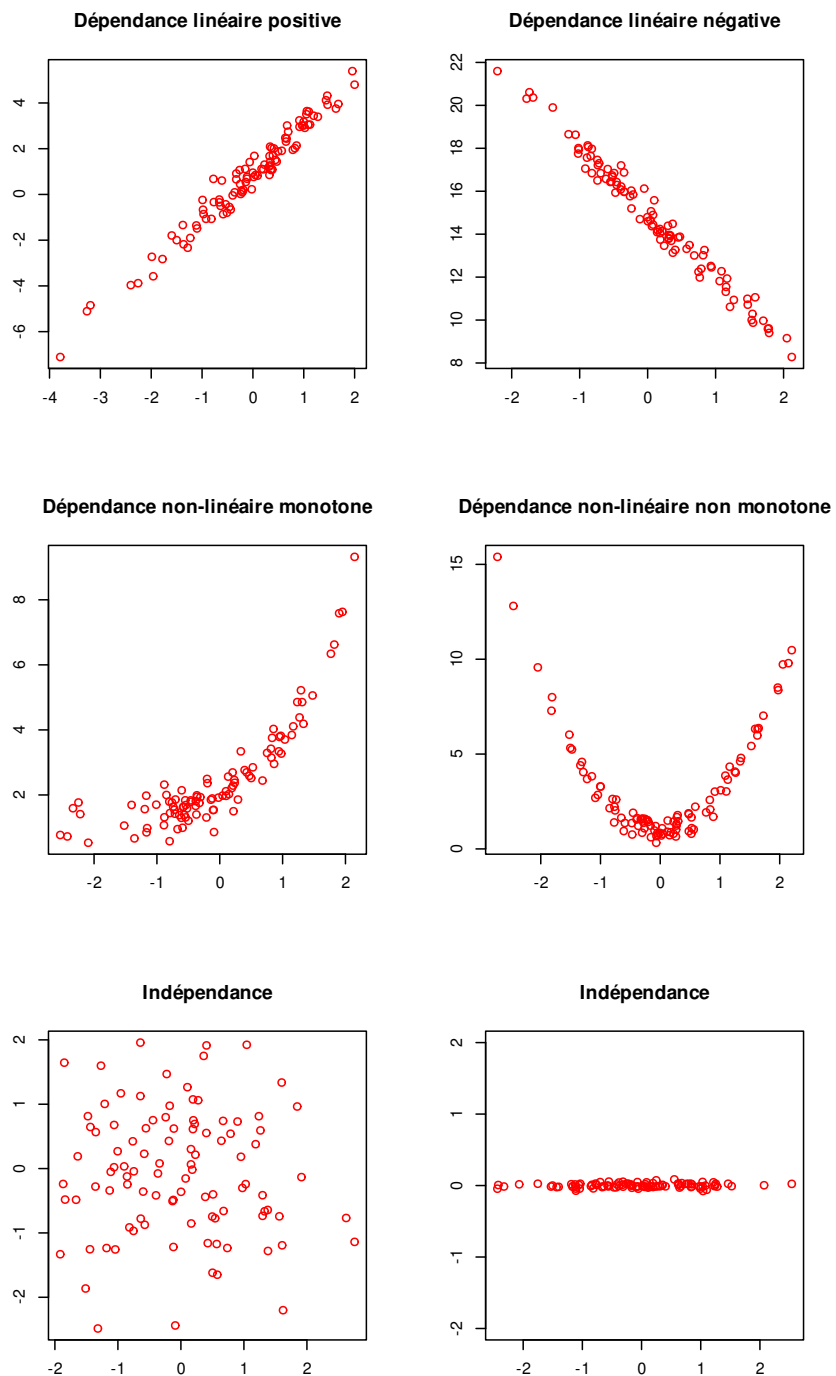 Dépendance linéaire positive
4
2
0
-2
-4
-6
-4 -3 -2 -1 0 1 2
Dépendance linéaire négative
22
20
18
16
14
12
10
8
-2 -1 0 1 2
Dépendance non-linéaire monotone
8
6
4
2
-2 -1 0 1 2
Dépendance non-linéaire non monotone
15
10
5
0
-2 -1 0 1 2
Indépendance
2
1
0
-1
-2
-2 -1 0 1 2
Indépendance
2
1
0
-1
-2
-2 -1 0 1 2